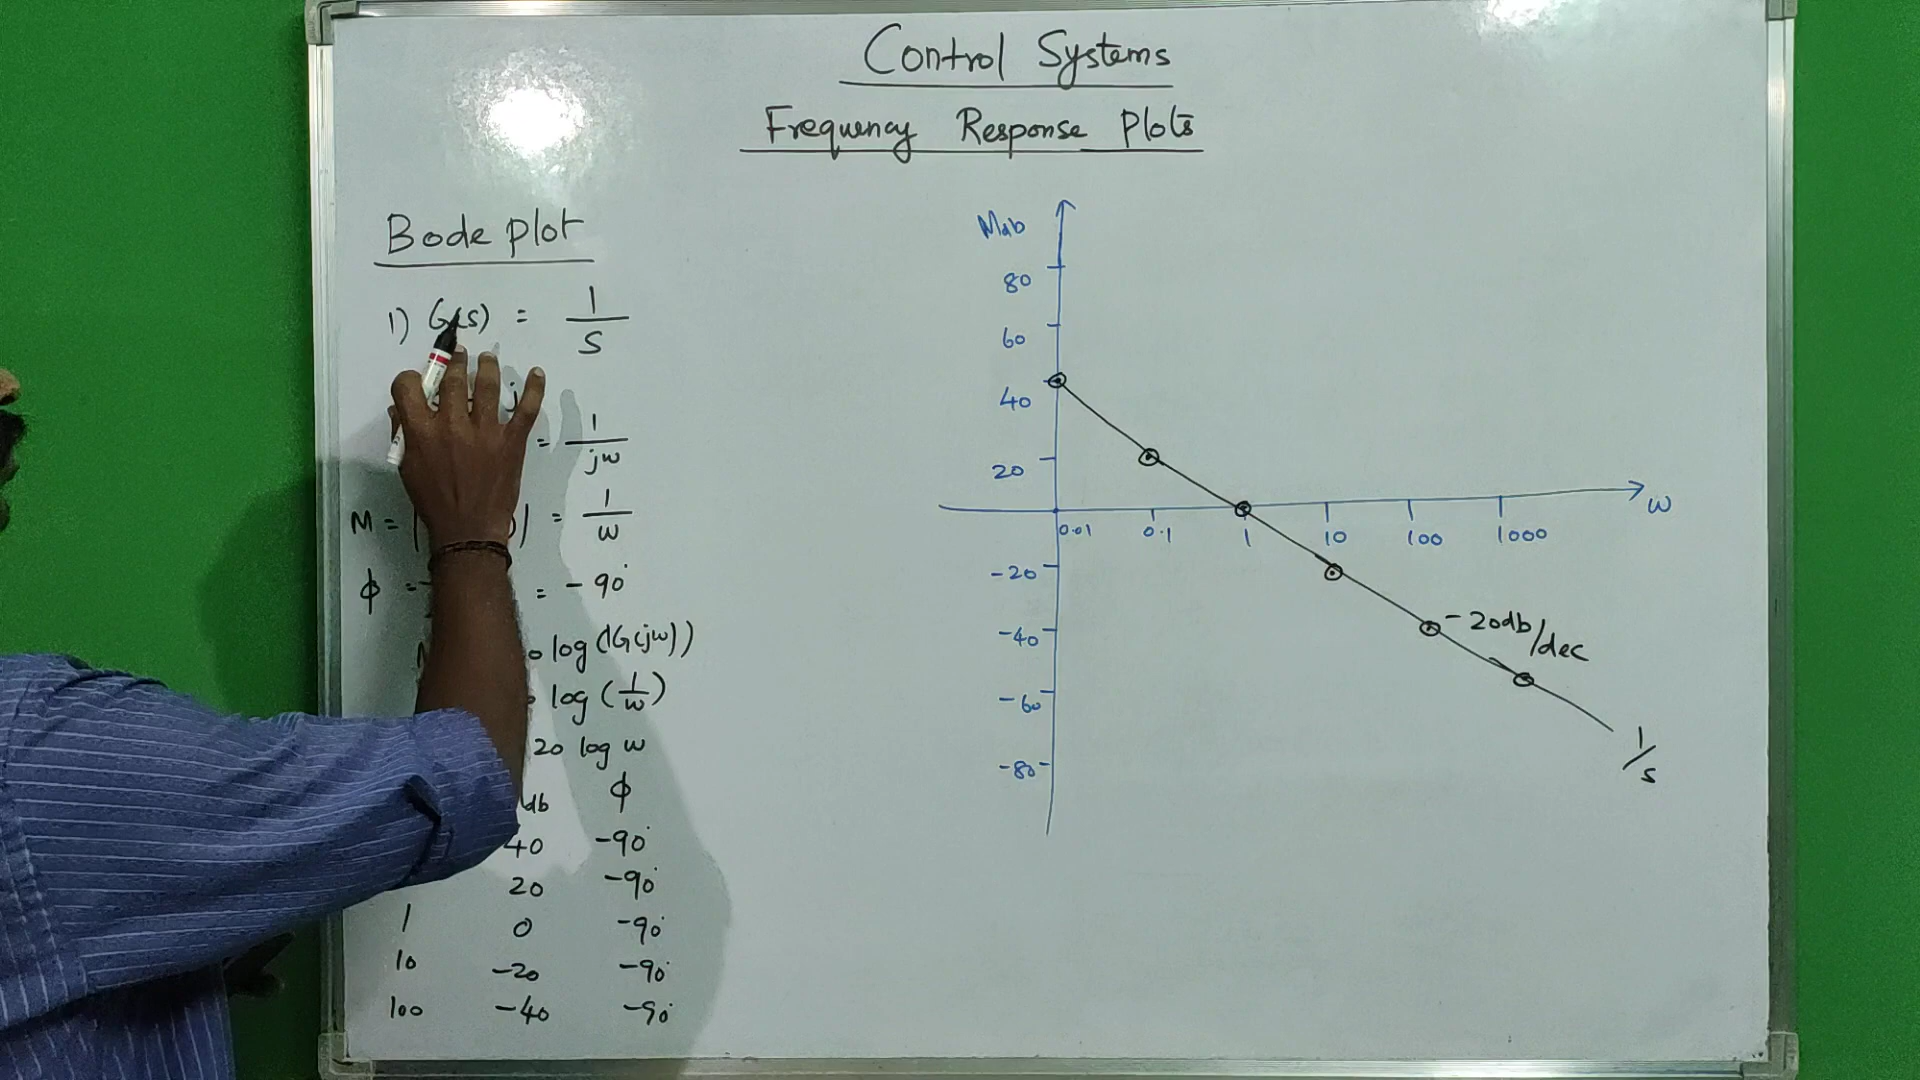 Control Systems
Frequency Response Plots
Bode plot
1) G(s) = 1/s
j
= 1/jω
M = | | = 1/ω
ϕ = = -90°
log(|G(jω)|)
log(1/ω)
20 log ω
db ϕ
40 -90°
20 -90°
1 0 -90°
10 -20 -90°
100 -40 -90°
Mdb
80
60
40
20
0.01 0.1 1 10 100 1000 ω
-20
-40
-60
-80
-20db/dec
1/s